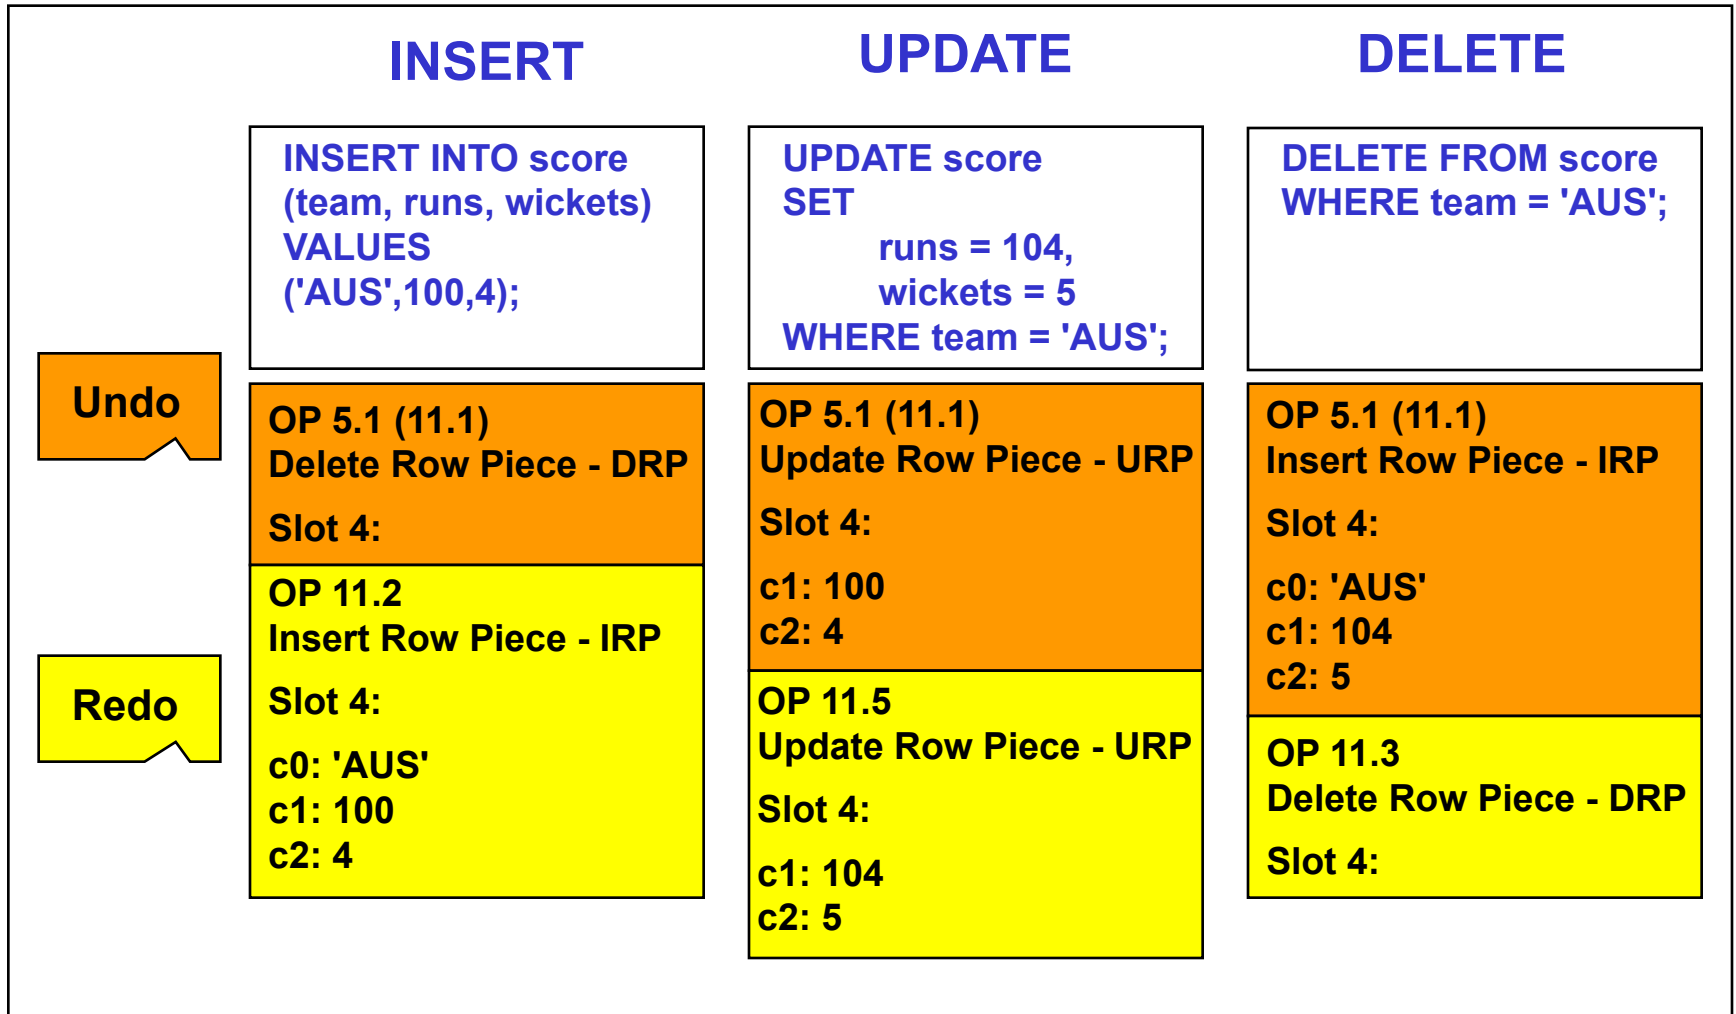 INSERT
UPDATE
DELETE
INSERT INTO score
(team, runs, wickets)
VALUES
('AUS',100,4);
UPDATE score
SET
runs = 104,
wickets = 5
WHERE team = 'AUS';
DELETE FROM score
WHERE team = 'AUS';
Undo
OP 5.1 (11.1)
Delete Row Piece - DRP
Slot 4:
OP 5.1 (11.1)
Update Row Piece - URP
Slot 4:
c1: 100
c2: 4
OP 5.1 (11.1)
Insert Row Piece - IRP
Slot 4:
c0: 'AUS'
c1: 104
c2: 5
Redo
OP 11.2
Insert Row Piece - IRP
Slot 4:
c0: 'AUS'
c1: 100
c2: 4
OP 11.5
Update Row Piece - URP
Slot 4:
c1: 104
c2: 5
OP 11.3
Delete Row Piece - DRP
Slot 4: